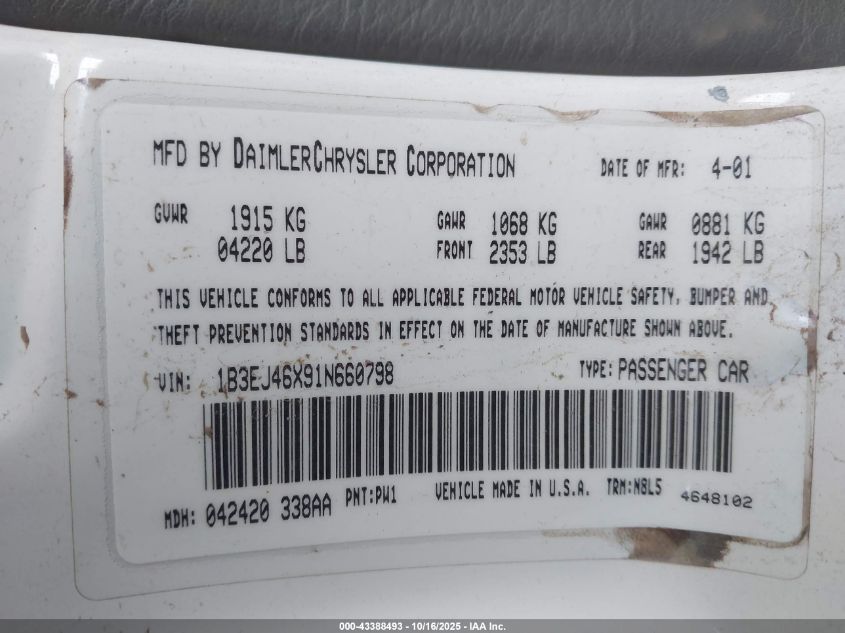 MFD BY DAIMLERCHRYSLER CORPORATION DATE OF MFR: 4-01
GVWR 1915 KG GAWR 1068 KG GAWR 0881 KG
04220 LB FRONT 2353 LB REAR 1942 LB
THIS VEHICLE CONFORMS TO ALL APPLICABLE FEDERAL MOTOR VEHICLE SAFETY, BUMPER AND
THEFT PREVENTION STANDARDS IN EFFECT ON THE DATE OF MANUFACTURE SHOWN ABOVE.
VIN: 1B3EJ46X91N660798 TYPE: PASSENGER CAR
MDH: 042420 338AA PNT:PW1 VEHICLE MADE IN U.S.A. TRM:N8L5 4648102
000-43388493 - 10/16/2025 - IAA Inc.